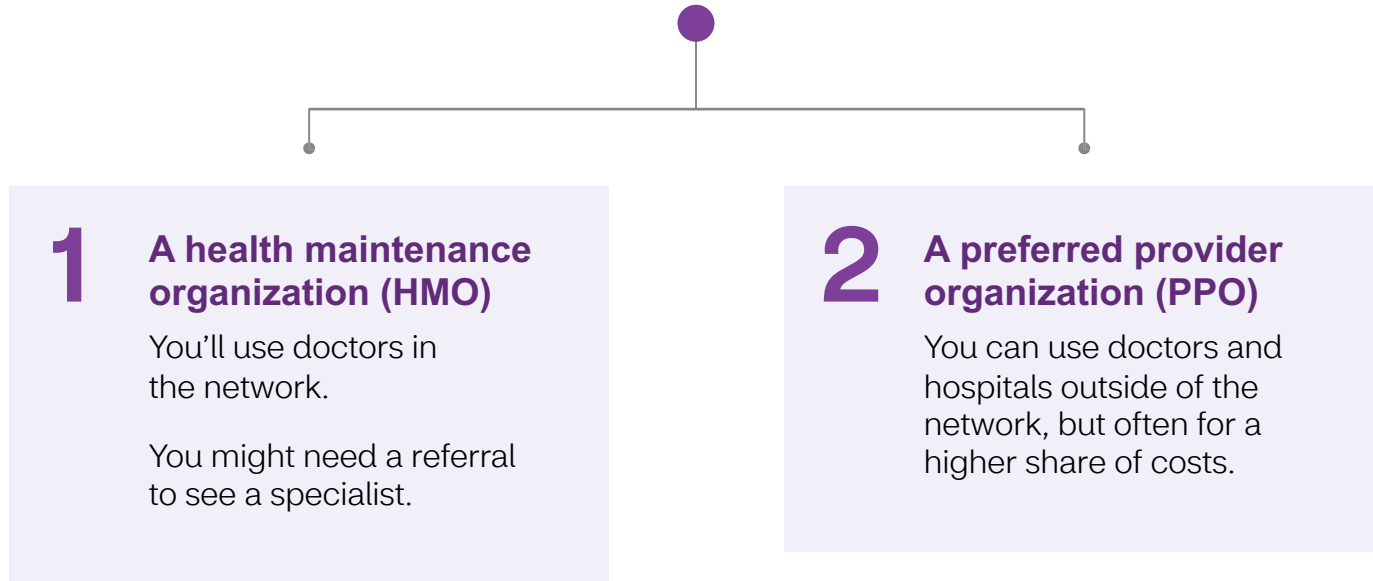 1
A health maintenance
organization (HMO)
You’ll use doctors in
the network.
You might need a referral
to see a specialist.
2
A preferred provider
organization (PPO)
You can use doctors and
hospitals outside of the
network, but often for a
higher share of costs.